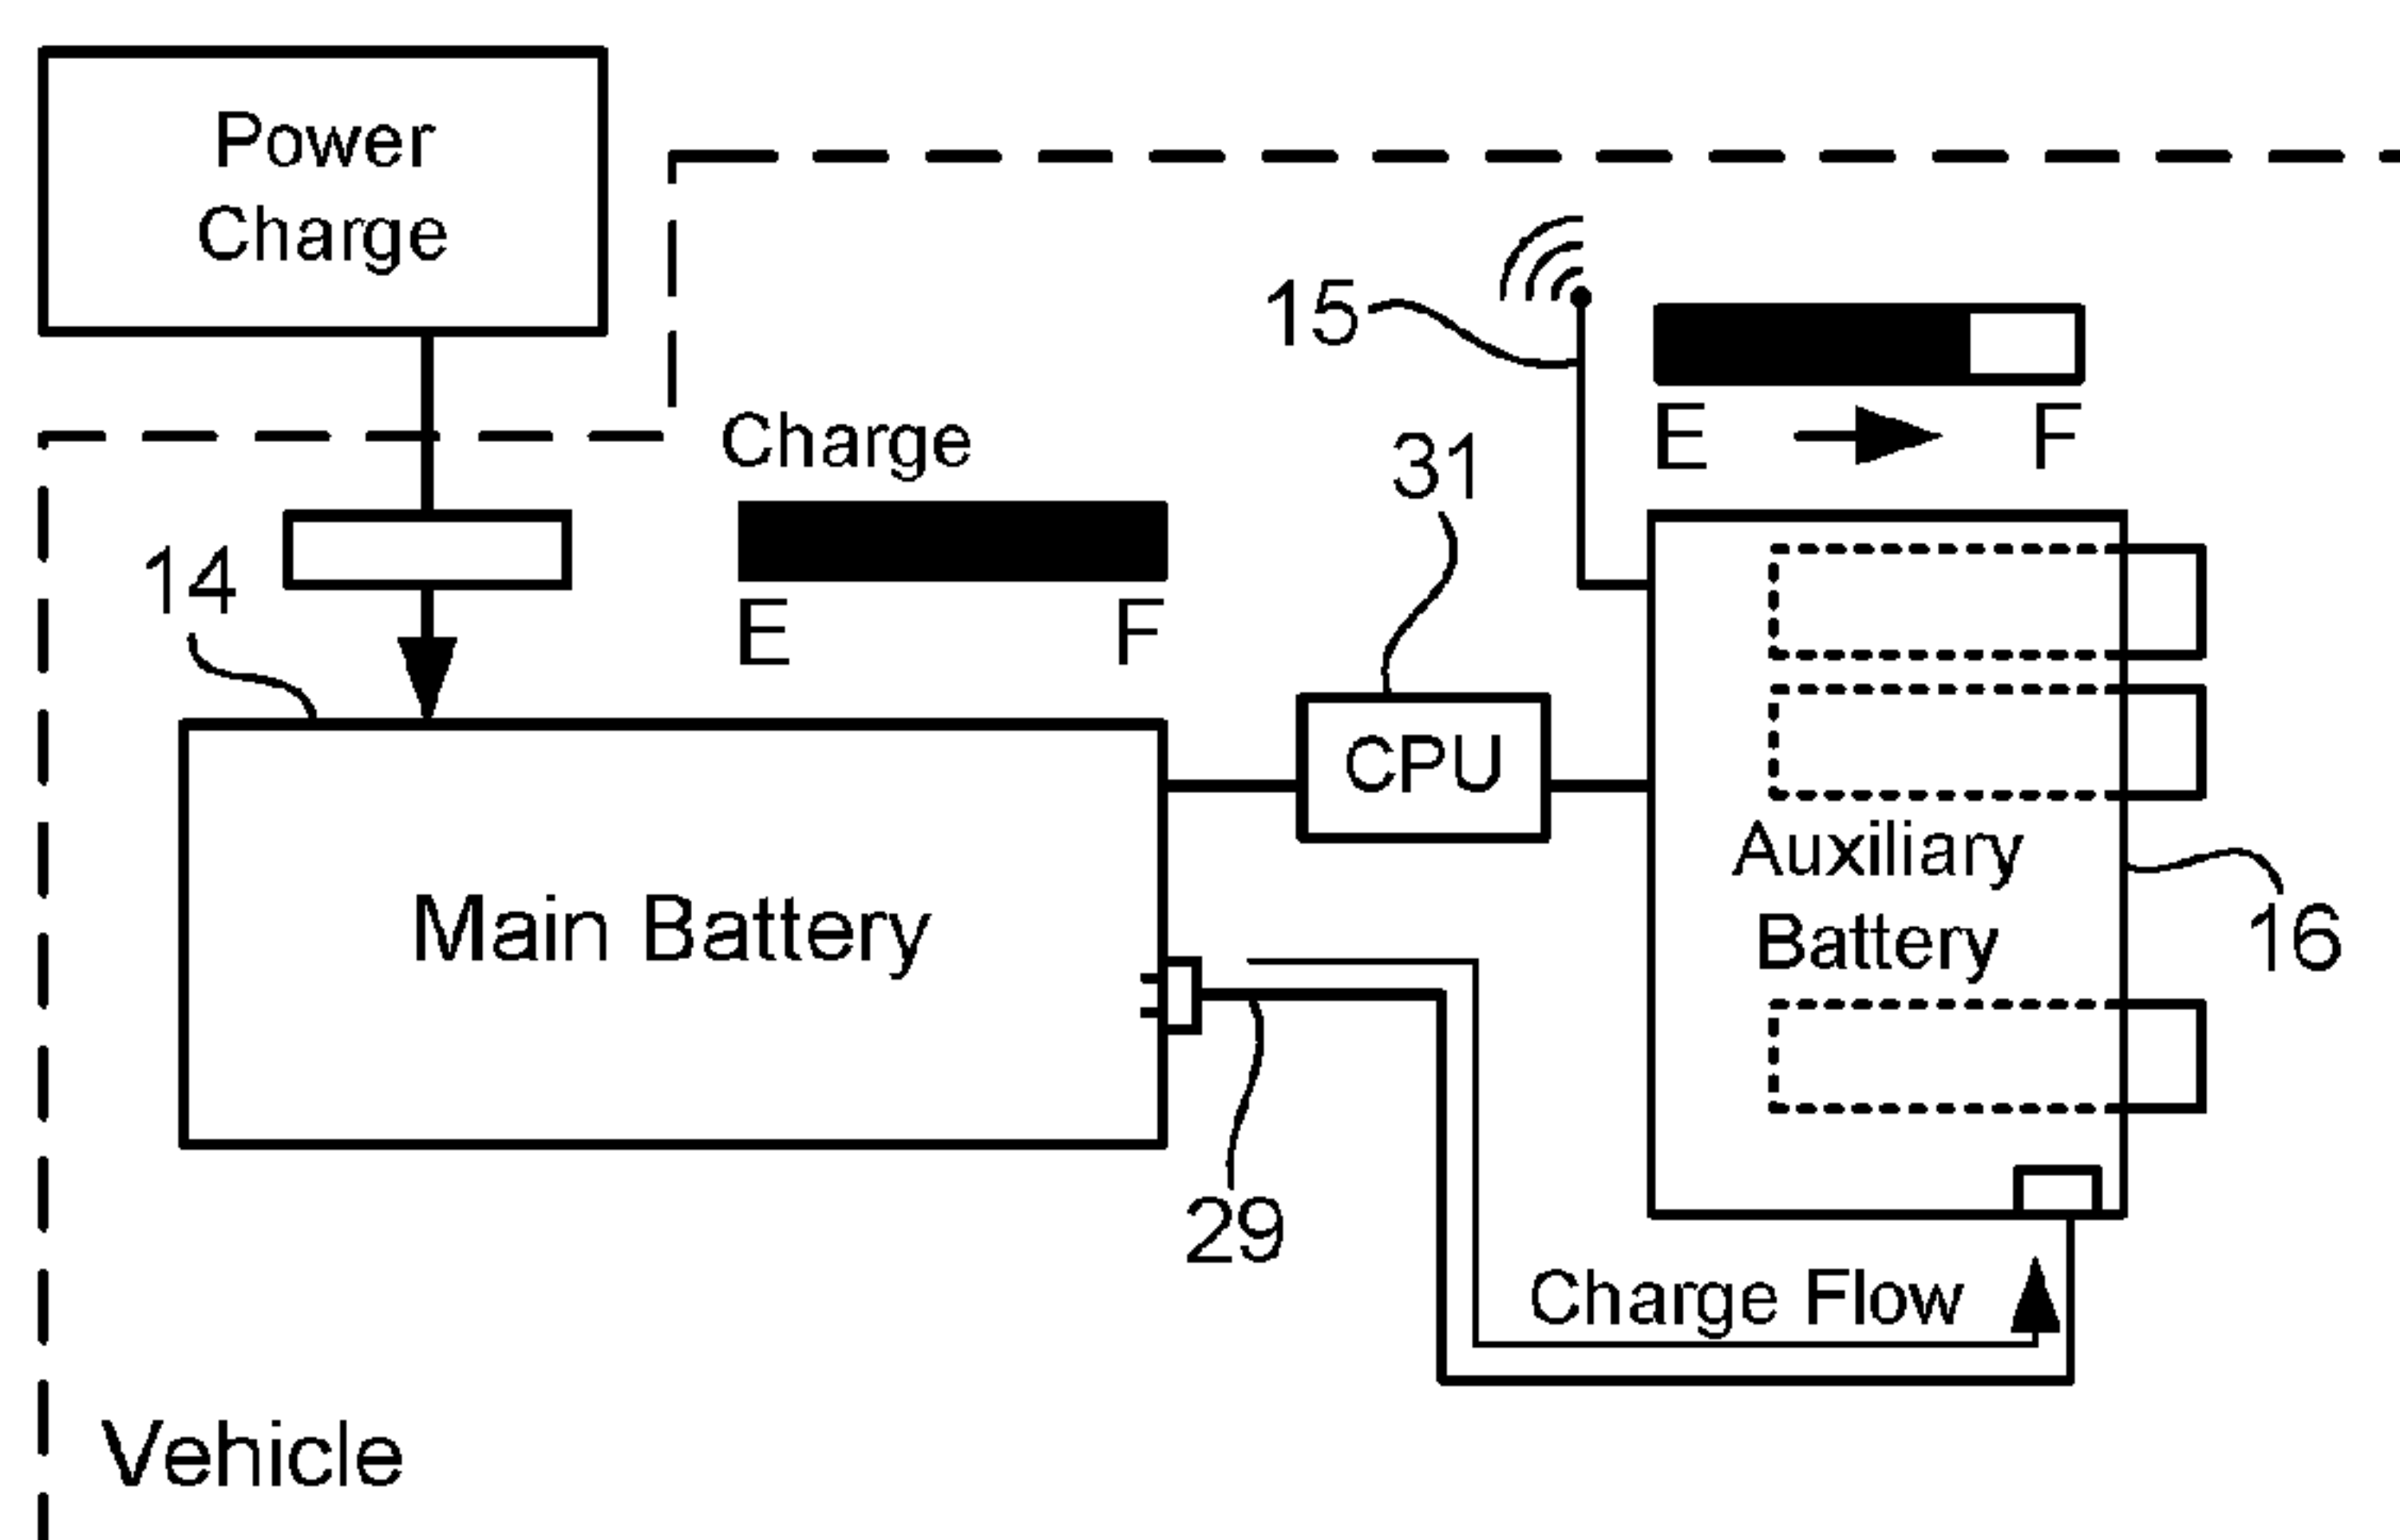 Power
Charge
15
Charge
31
E F
14
E F
CPU
Auxiliary
Battery
Main Battery
16
29
Charge Flow
Vehicle